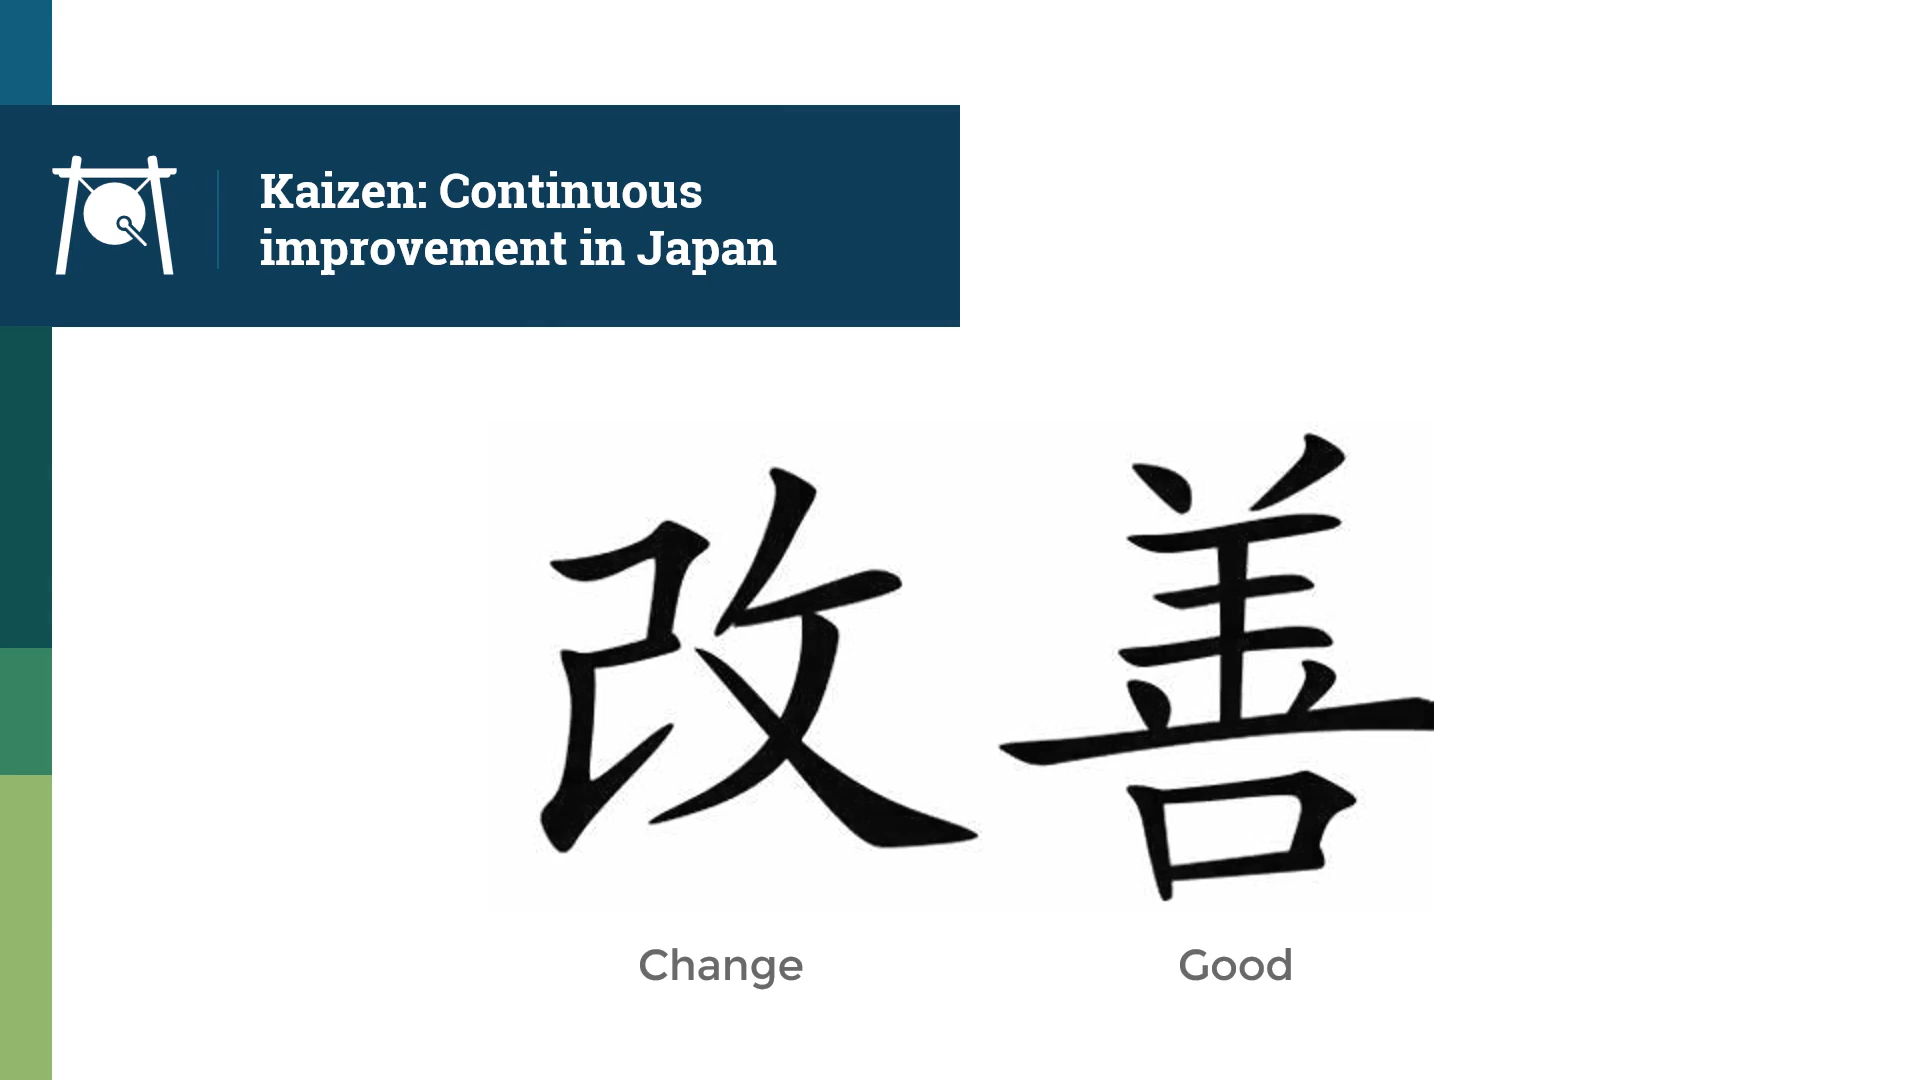 Kaizen: Continuous
improvement in Japan
改善
Change Good